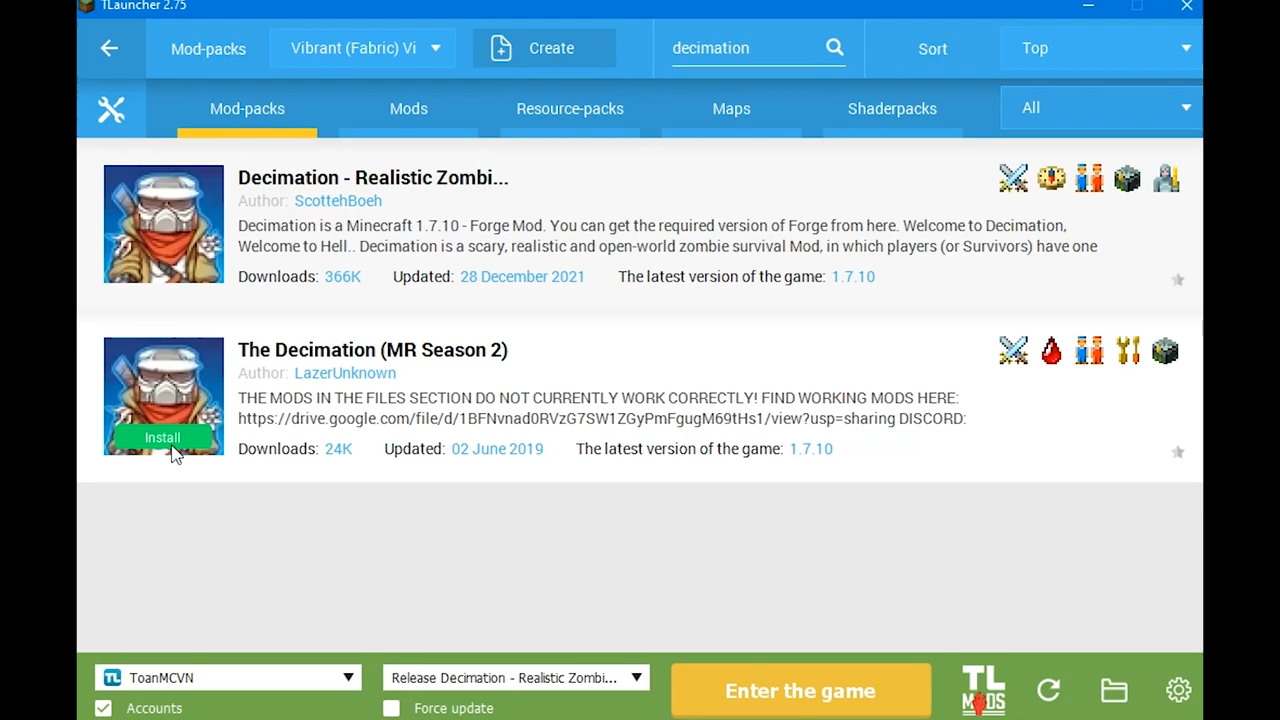 TLauncher 2.75
Mod-packs
Vibrant (Fabric) Vi
Create
decimation
Sort
Top
Mod-packs
Mods
Resource-packs
Maps
Shaderpacks
All
Decimation - Realistic Zombi...
Author: ScottehBoeh
Decimation is a Minecraft 1.7.10 - Forge Mod. You can get the required version of Forge from here. Welcome to Decimation,
Welcome to Hell.. Decimation is a scary, realistic and open-world zombie survival Mod, in which players (or Survivors) have one
Downloads: 366K Updated: 28 December 2021 The latest version of the game: 1.7.10
The Decimation (MR Season 2)
Author: LazerUnknown
THE MODS IN THE FILES SECTION DO NOT CURRENTLY WORK CORRECTLY! FIND WORKING MODS HERE:
https://drive.google.com/file/d/1BFNvnad0RVzG7SW1ZGyPmFgugM69tHs1/view?usp=sharing DISCORD:
Install
Downloads: 24K Updated: 02 June 2019 The latest version of the game: 1.7.10
TL ToanMCVN
Release Decimation - Realistic Zombi...
Enter the game
TL
MODS
Accounts
Force update